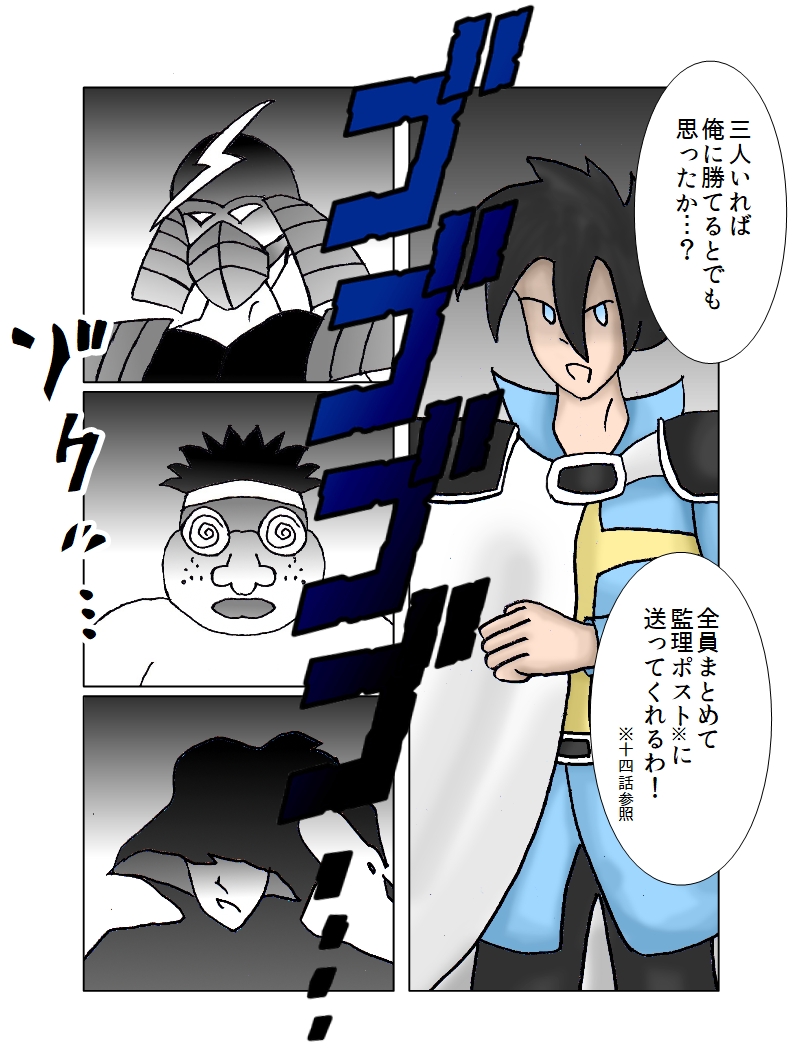 三人いれば
俺に勝てるとでも
思ったか…？
ゴゴゴゴ……
ゾクッ…
全員まとめて
監理ポスト※に
送ってくれるわ！
※十四話参照